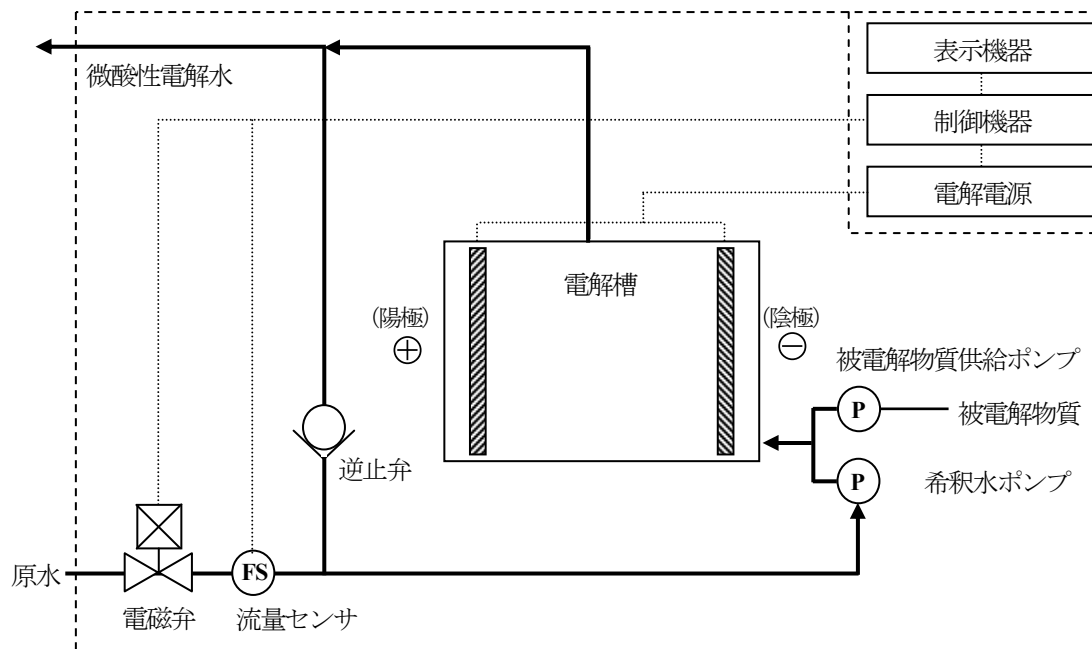 表示機器
微酸性電解水
制御機器
電解電源
電解槽
(陽極)
(陰極)
被電解物質供給ポンプ
P
被電解物質
逆止弁
P
希釈水ポンプ
原水
FS
電磁弁
流量センサ